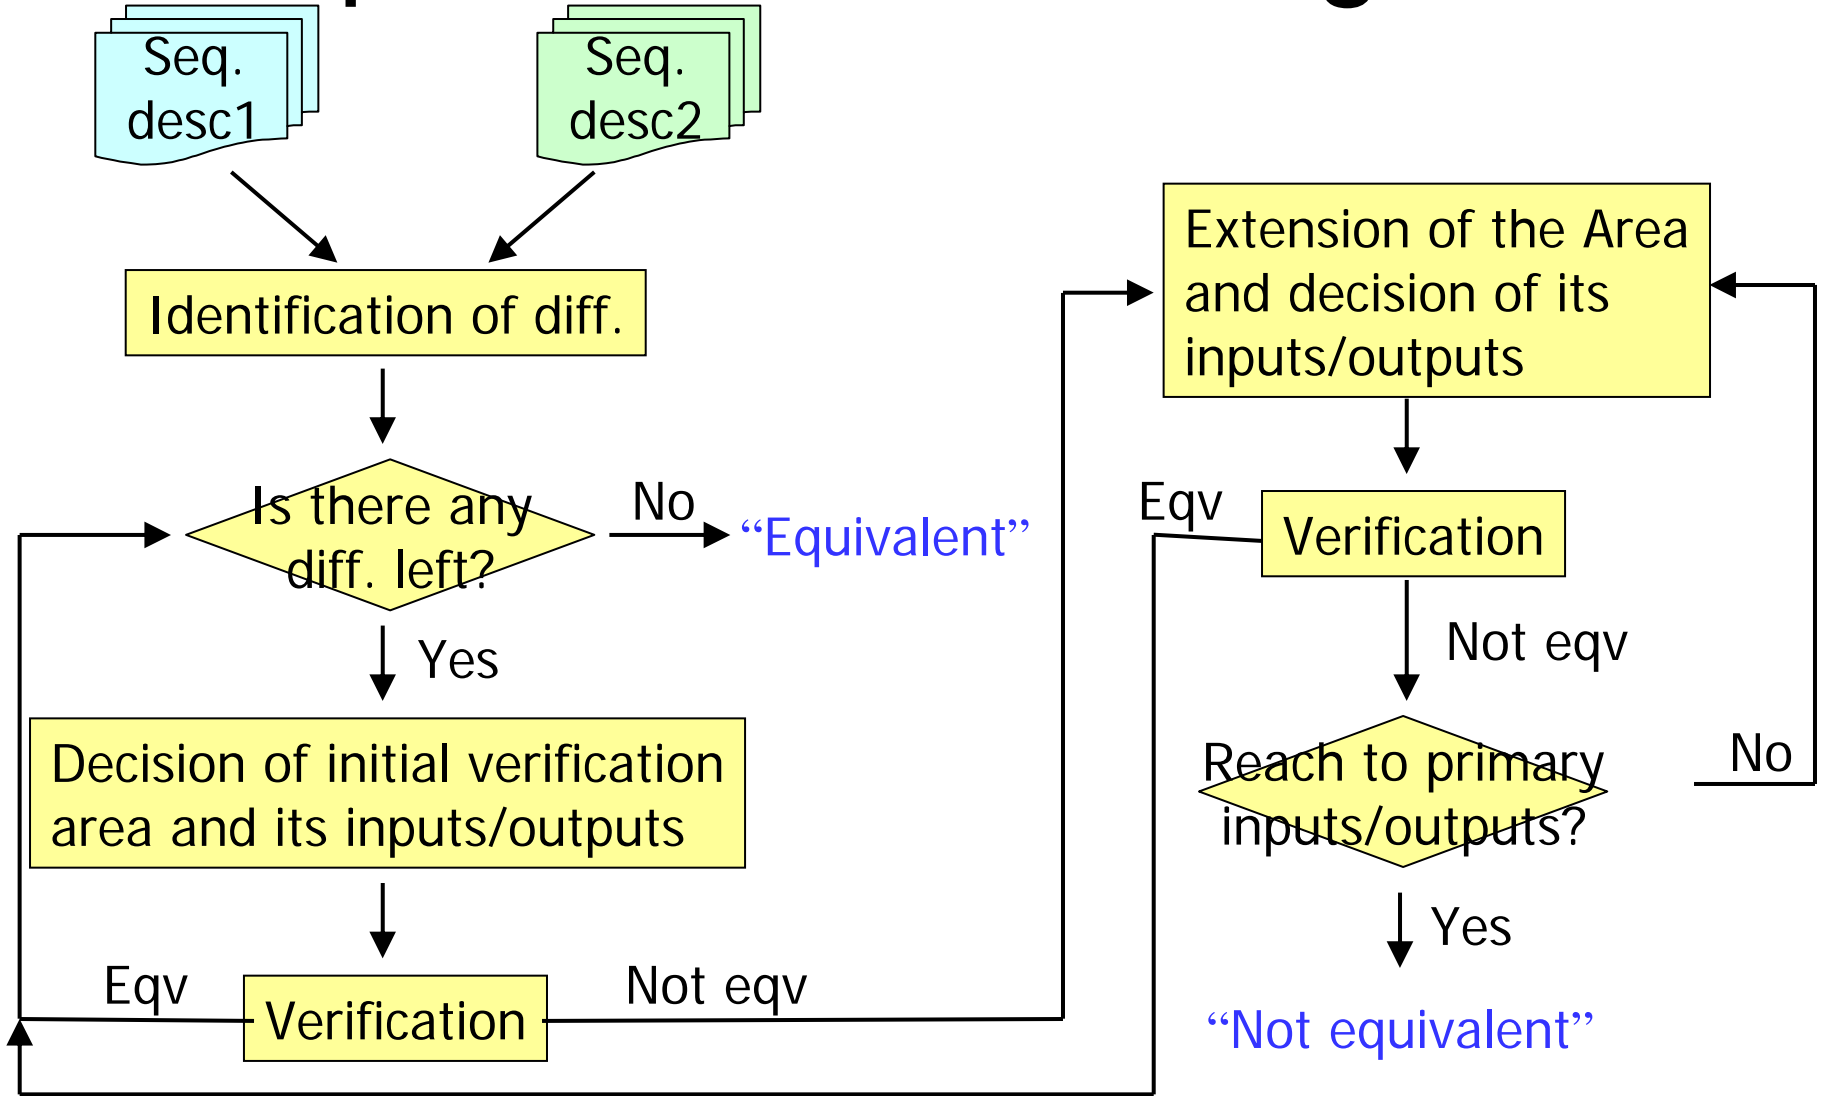 Seq.
desc1
Seq.
desc2
Identification of diff.
Is there any
diff. left?
No
“Equivalent”
Yes
Decision of initial verification
area and its inputs/outputs
Eqv
Verification
Not eqv
Extension of the Area
and decision of its
inputs/outputs
Eqv
Verification
Not eqv
Reach to primary
inputs/outputs?
No
Yes
“Not equivalent”